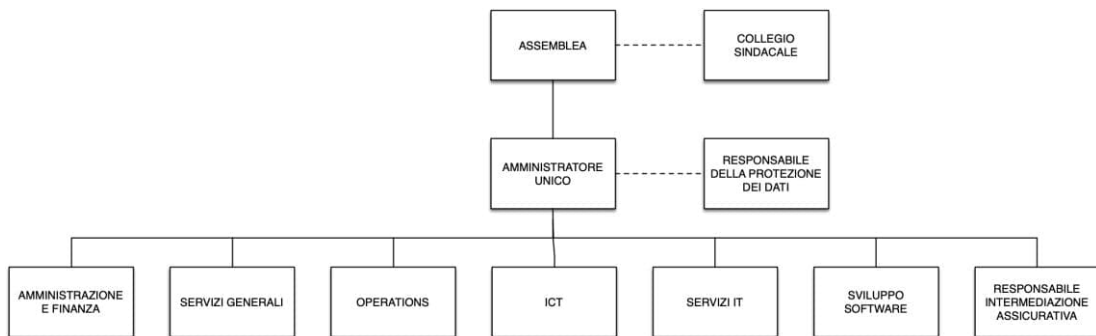 ASSEMBLEA
COLLEGIO
SINDACALE
AMMINISTRATORE
UNICO
RESPONSABILE
DELLA PROTEZIONE
DEI DATI
AMMINISTRAZIONE
E FINANZA
SERVIZI GENERALI
OPERATIONS
ICT
SERVIZI IT
SVILUPPO
SOFTWARE
RESPONSABILE
INTERMEDIAZIONE
ASSICURATIVA